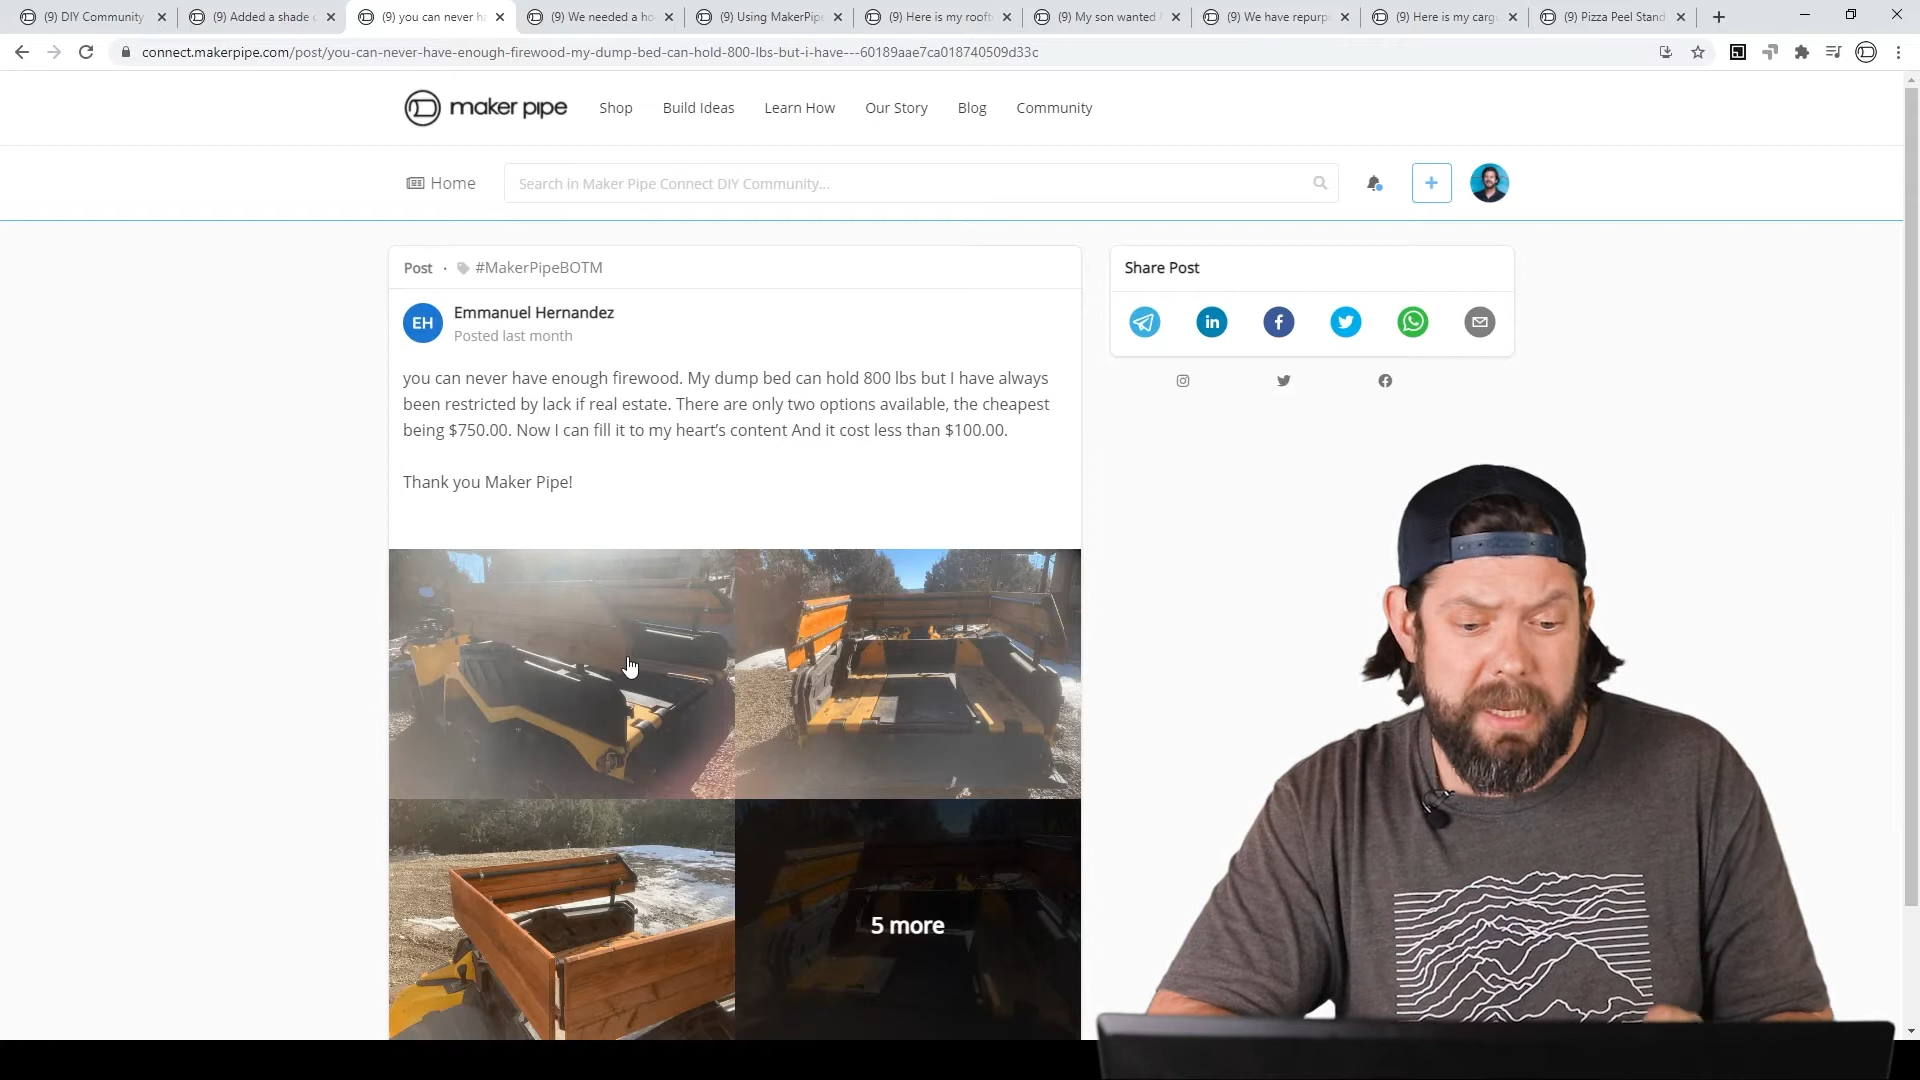 (9) DIY Community
(9) Added a shade
(9) you can never h
(9) We needed a ho
(9) Using MakerPip
(9) Here is my roof
(9) My son wanted
(9) We have repurp
(9) Here is my carg
(9) Pizza Peel Stand
connect.makerpipe.com/post/you-can-never-have-enough-firewood-my-dump-bed-can-hold-800-lbs-but-i-have---60189aae7ca018740509d33c
maker pipe
Shop
Build Ideas
Learn How
Our Story
Blog
Community
Home
Search in Maker Pipe Connect DIY Community...
Post · #MakerPipeBOTM
EH
Emmanuel Hernandez
Posted last month
you can never have enough firewood. My dump bed can hold 800 lbs but I have always
been restricted by lack if real estate. There are only two options available, the cheapest
being $750.00. Now I can fill it to my heart’s content And it cost less than $100.00.
Thank you Maker Pipe!
5 more
Share Post
in